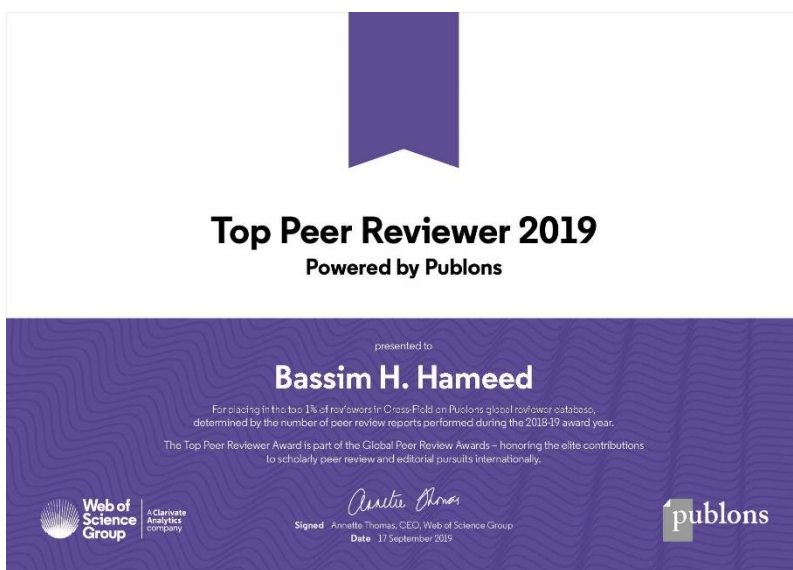 Top Peer Reviewer 2019
Powered by Publons
presented to
Bassim H. Hameed
For placing in the top 1% of reviewers in Cross-Field on Publons global reviewer database,
determined by the number of peer review reports performed during the 2018-19 award year.
The Top Peer Reviewer Award is part of the Global Peer Review Awards – honoring the elite contributions
to scholarly peer review and editorial pursuits internationally.
Web of
Science
Group
A Clarivate
Analytics
company
Annette Thomas
Signed Annette Thomas, CEO, Web of Science Group
Date 17 September 2019
publons